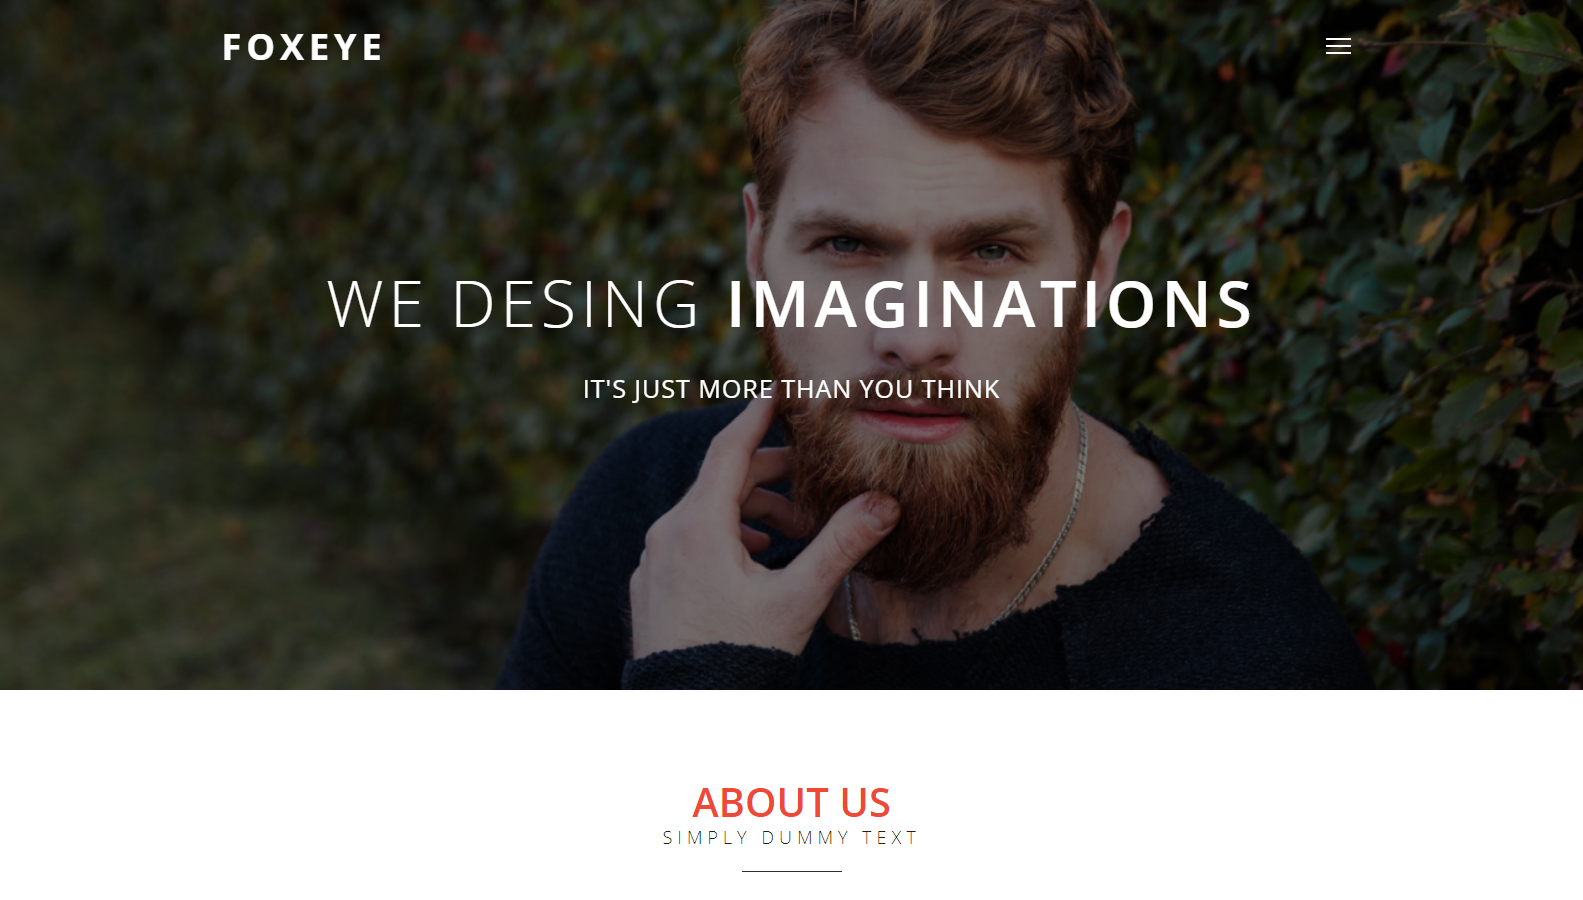 FOXEYE
WE DESING IMAGINATIONS
IT'S JUST MORE THAN YOU THINK
ABOUT US
SIMPLY DUMMY TEXT